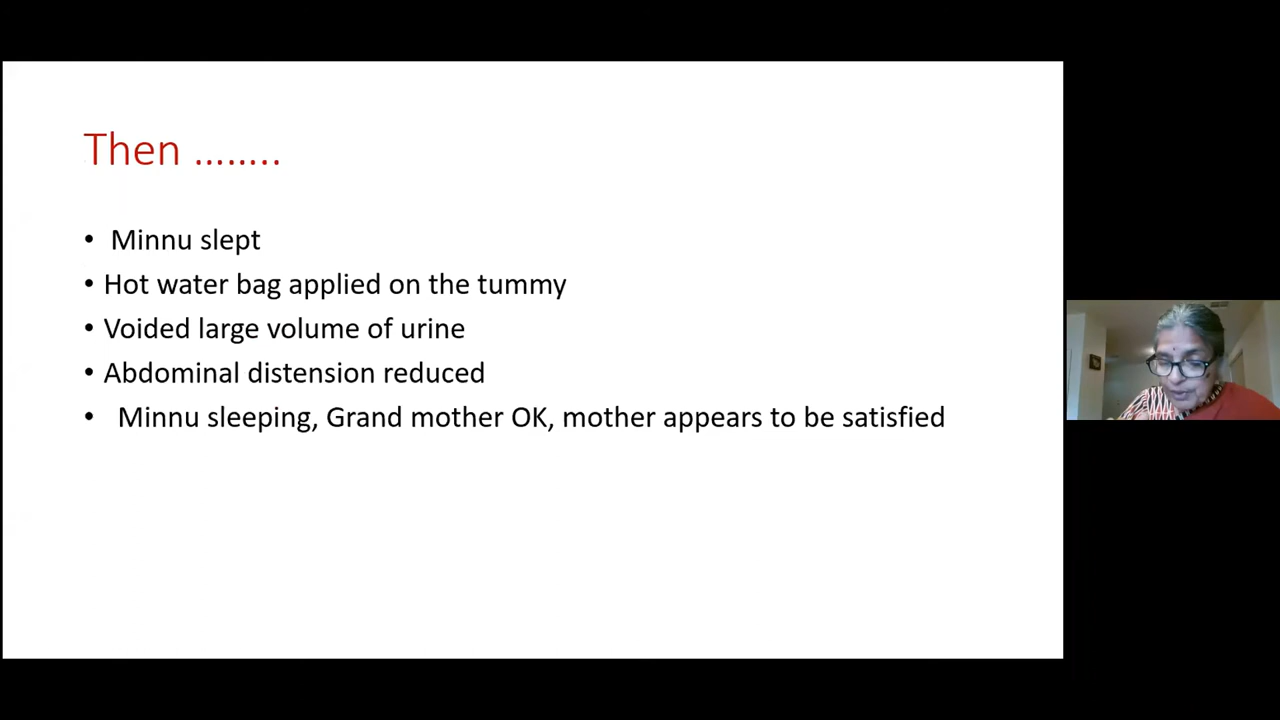 Then ........
• Minnu slept
• Hot water bag applied on the tummy
• Voided large volume of urine
• Abdominal distension reduced
• Minnu sleeping, Grand mother OK, mother appears to be satisfied